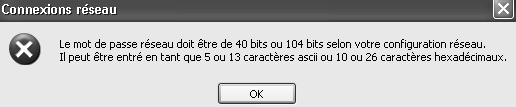 Connexions réseau
Le mot de passe réseau doit être de 40 bits ou 104 bits selon votre configuration réseau.
Il peut être entré en tant que 5 ou 13 caractères ascii ou 10 ou 26 caractères hexadécimaux.
OK